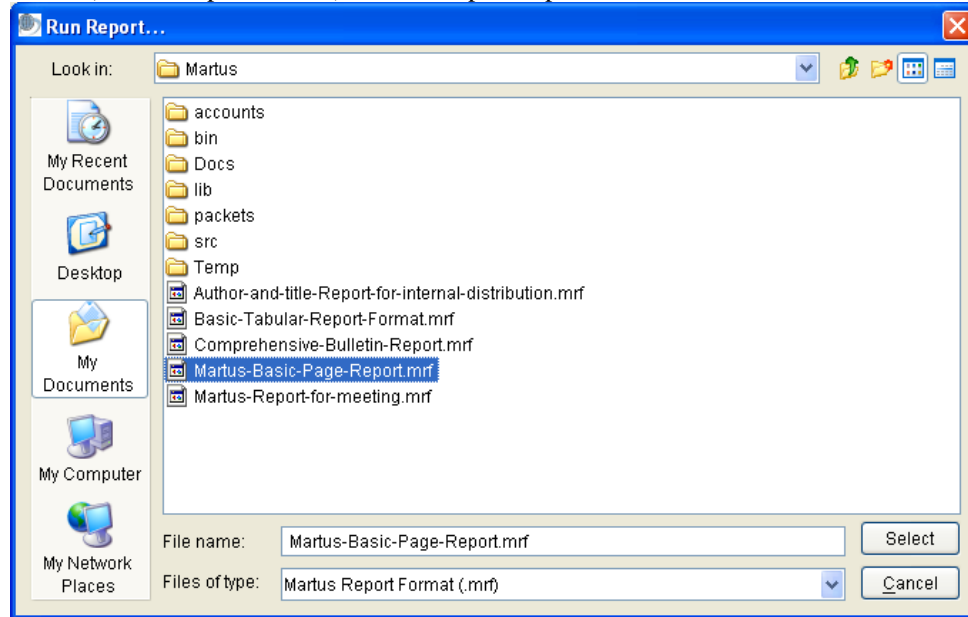 Run Report...
Look in:
Martus
My Recent
Documents
Desktop
My
Documents
My Computer
My Network
Places
accounts
bin
Docs
lib
packets
src
Temp
Author-and-title-Report-for-internal-distribution.mrf
Basic-Tabular-Report-Format.mrf
Comprehensive-Bulletin-Report.mrf
Martus-Basic-Page-Report.mrf
Martus-Report-for-meeting.mrf
File name:
Martus-Basic-Page-Report.mrf
Select
Files of type:
Martus Report Format (.mrf)
Cancel